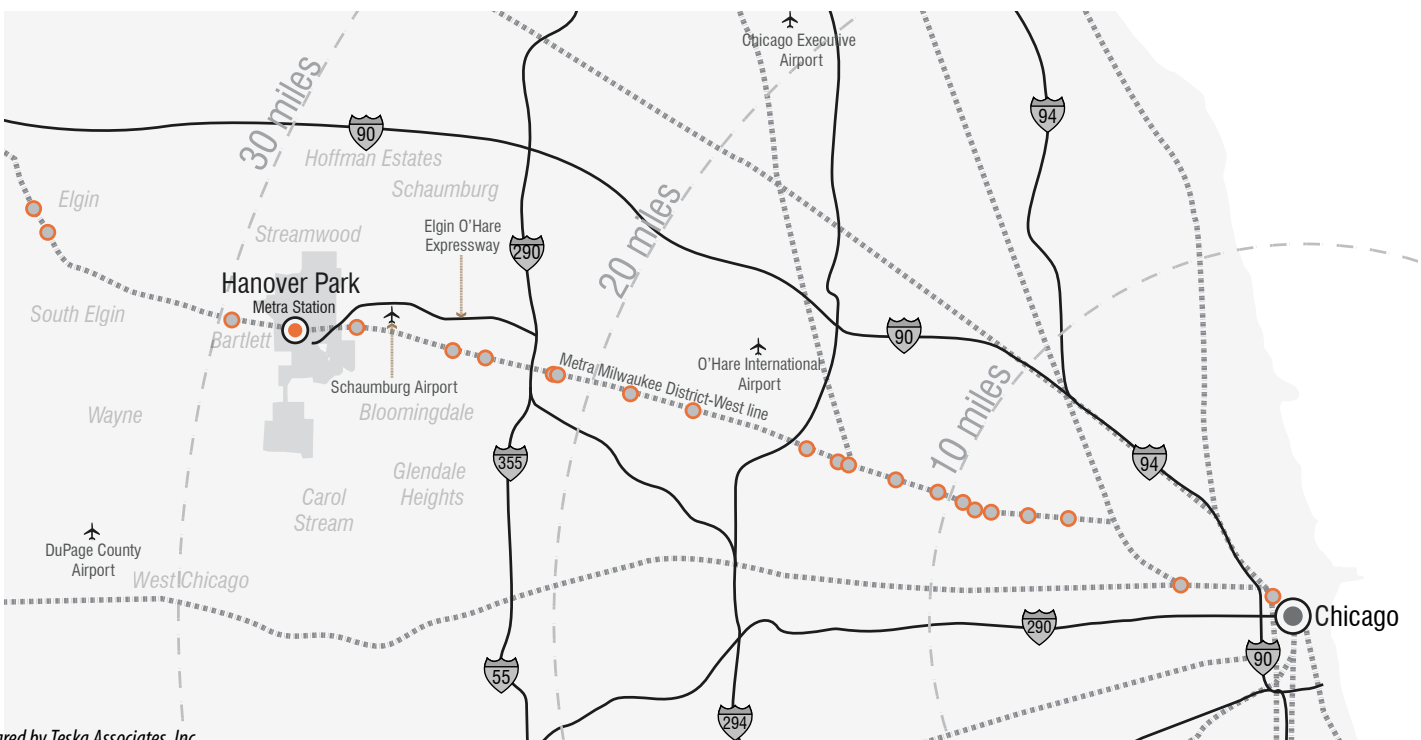 Chicago Executive
Airport
94
30 miles
90
Hoffman Estates
Schaumburg
Elgin
20 miles
Elgin O'Hare
Expressway
Streamwood
290
Hanover Park
Metra Station
South Elgin
Bartlett
90
O'Hare International
Airport
Metra Milwaukee District-West line
Schaumburg Airport
10 miles
Wayne
Bloomingdale
355
94
Glendale
Heights
Carol
Stream
DuPage County
Airport
West Chicago
Chicago
290
90
55
294
ared by Teska Associates, Inc.